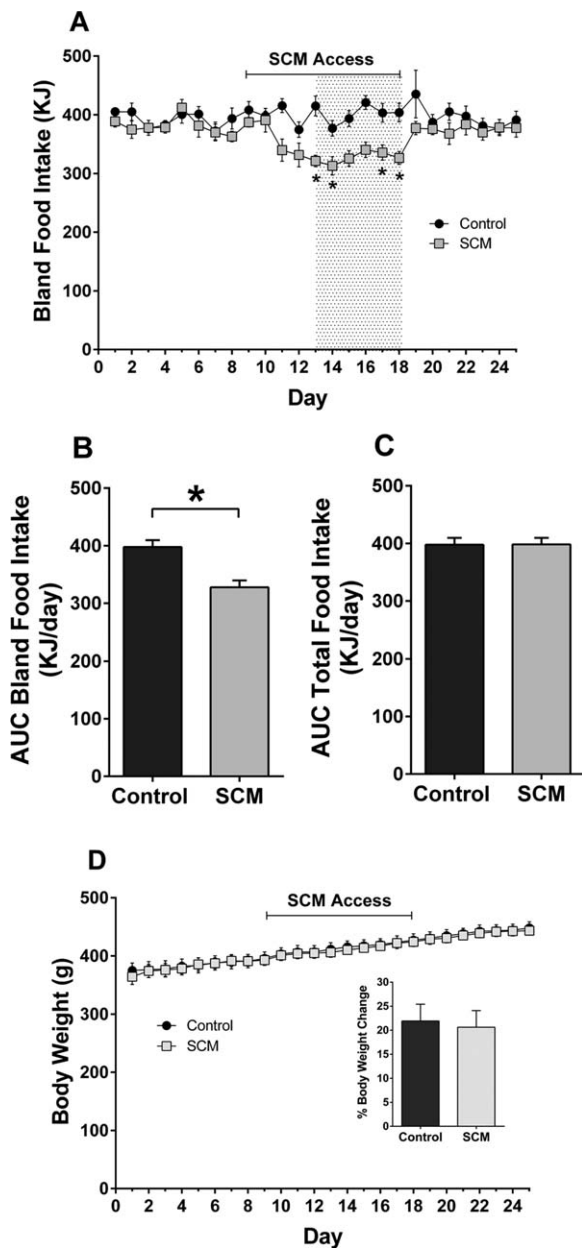 A
SCM Access
Bland Food Intake (KJ)
500
400
300
200
100
0
* * * *
Control
SCM
0 2 4 6 8 10 12 14 16 18 20 22 24
Day
B
*
AUC Bland Food Intake
(KJ/day)
500
400
300
200
100
0
Control SCM
C
AUC Total Food Intake
(KJ/day)
500
400
300
200
100
0
Control SCM
D
SCM Access
Body Weight (g)
500
400
300
200
100
0
Control
SCM
% Body Weight Change
30
25
20
15
10
5
0
Control SCM
0 2 4 6 8 10 12 14 16 18 20 22 24
Day